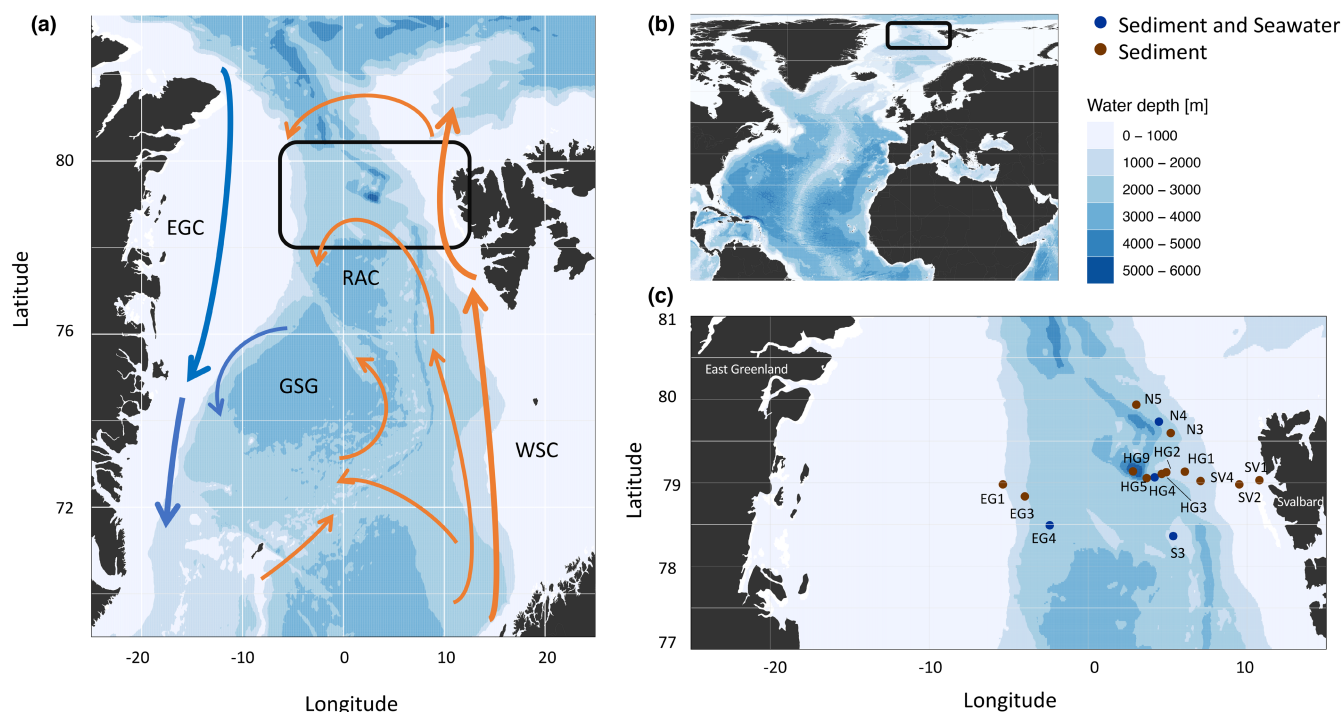 (a)
80
76
72
Latitude
-20
-10
0
10
20
Longitude
EGC
RAC
GSG
WSC
(b)
Sediment and Seawater
Sediment
Water depth [m]
0 – 1000
1000 – 2000
2000 – 3000
3000 – 4000
4000 – 5000
5000 – 6000
(c)
81
80
79
78
77
Latitude
-20
-10
0
10
Longitude
East Greenland
N5
N4
N3
HG9
HG2
HG1
HG5
HG4
HG3
SV4
SV1
SV2
Svalbard
EG1
EG3
EG4
S3